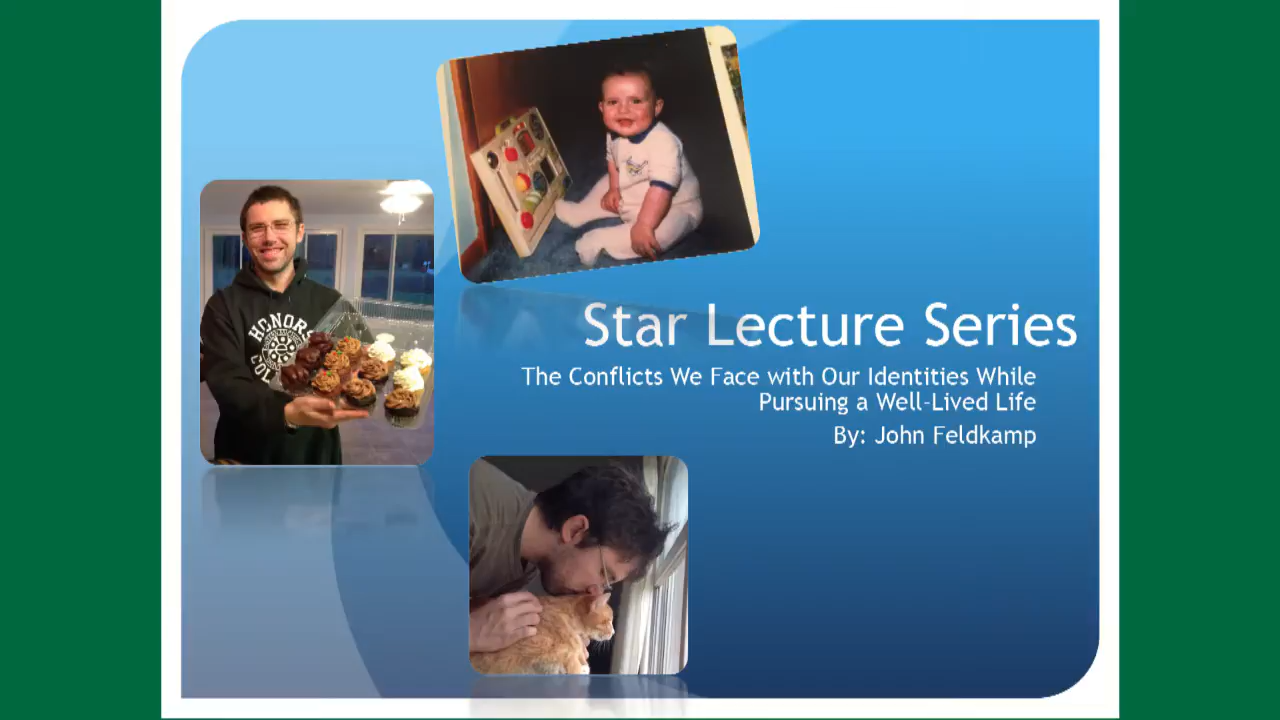 Star Lecture Series
The Conflicts We Face with Our Identities While
Pursuing a Well-Lived Life
By: John Feldkamp
HONORS
COL